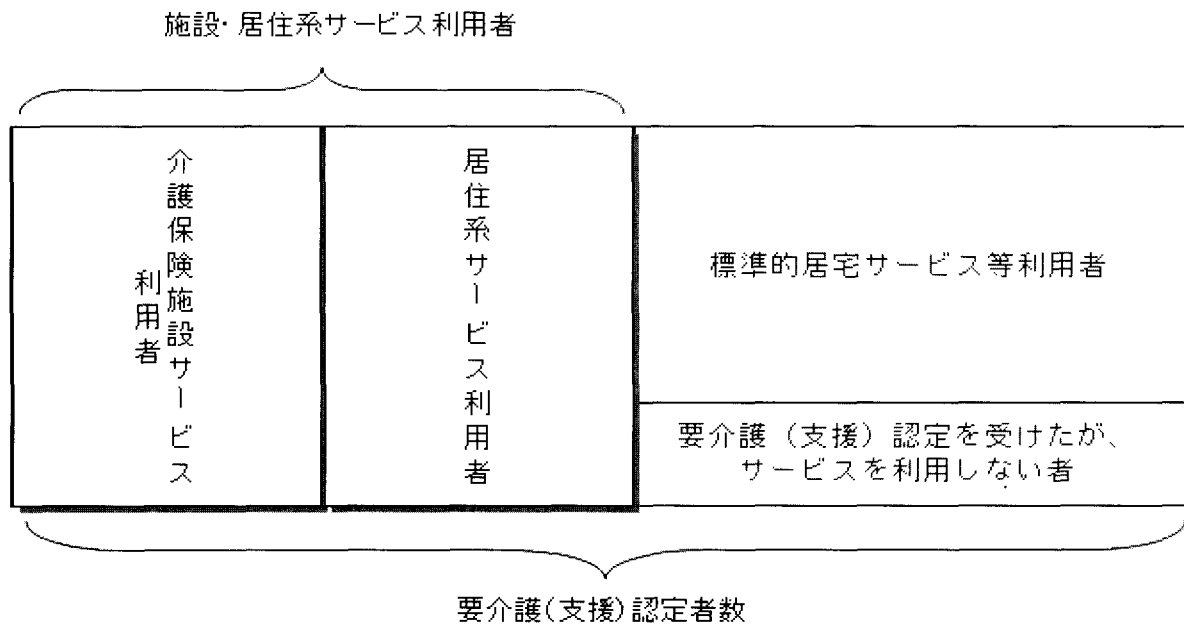 施設・居住系サービス利用者
介護保険施設サービス
利用者
居住系サービス利用者
標準的居宅サービス等利用者
要介護（支援）認定を受けたが、
サービスを利用しない者
要介護(支援)認定者数